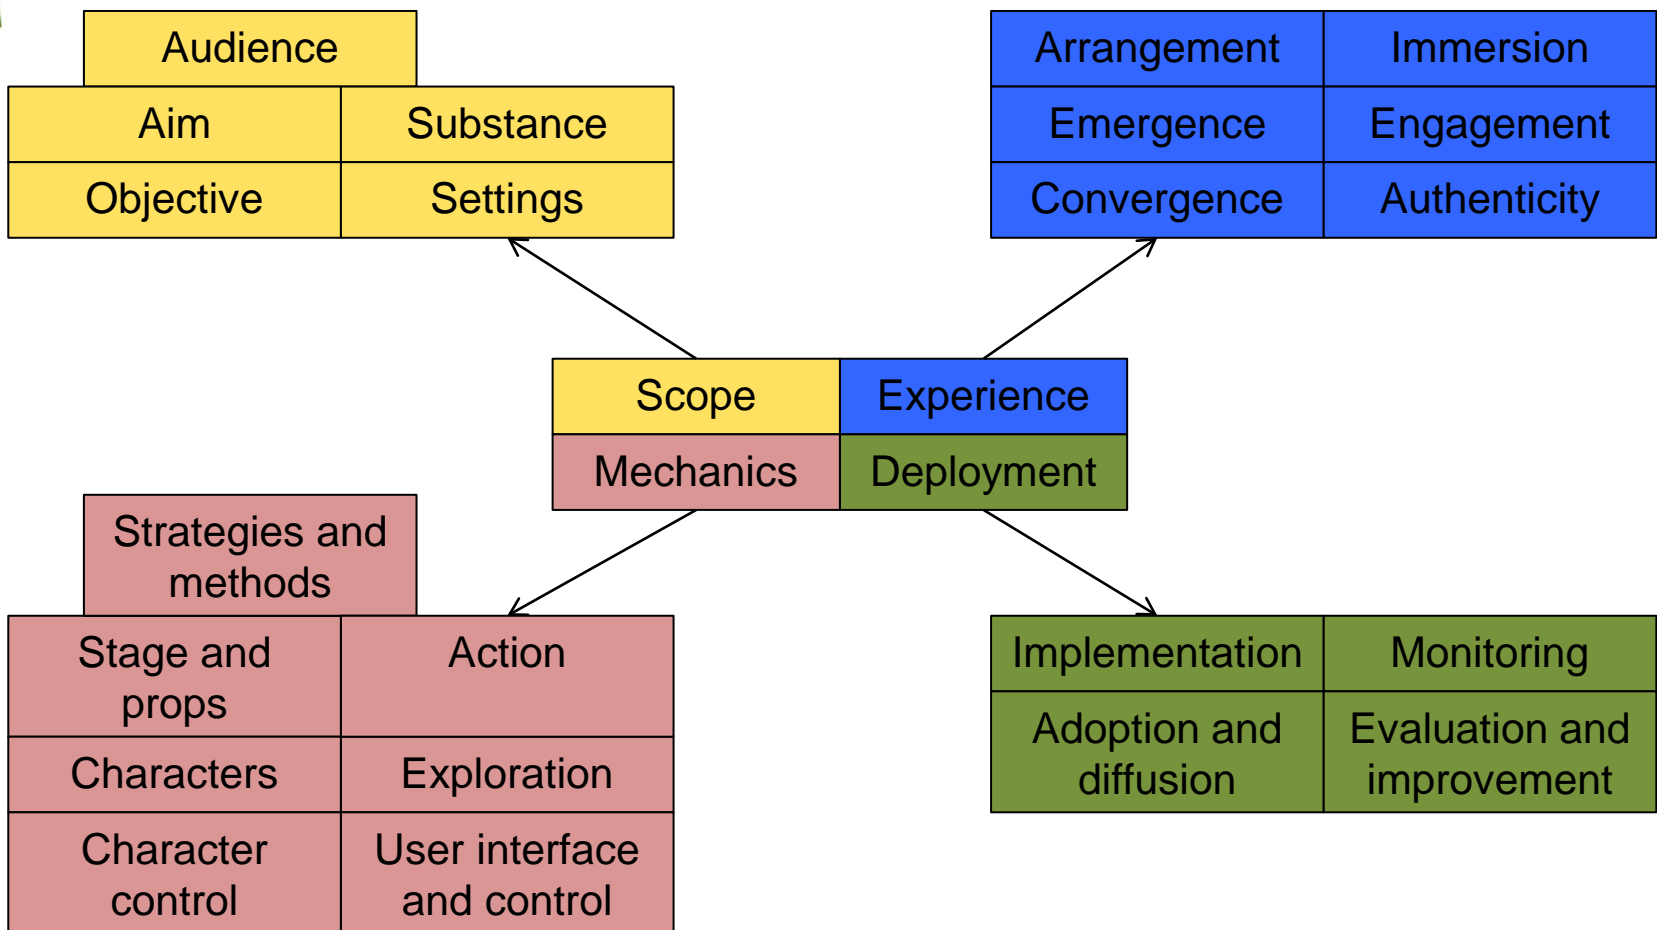 Audience
Aim
Substance
Objective
Settings
Arrangement
Immersion
Emergence
Engagement
Convergence
Authenticity
Scope
Experience
Mechanics
Deployment
Strategies and
methods
Stage and
props
Action
Characters
Exploration
Character
control
User interface
and control
Implementation
Monitoring
Adoption and
diffusion
Evaluation and
improvement